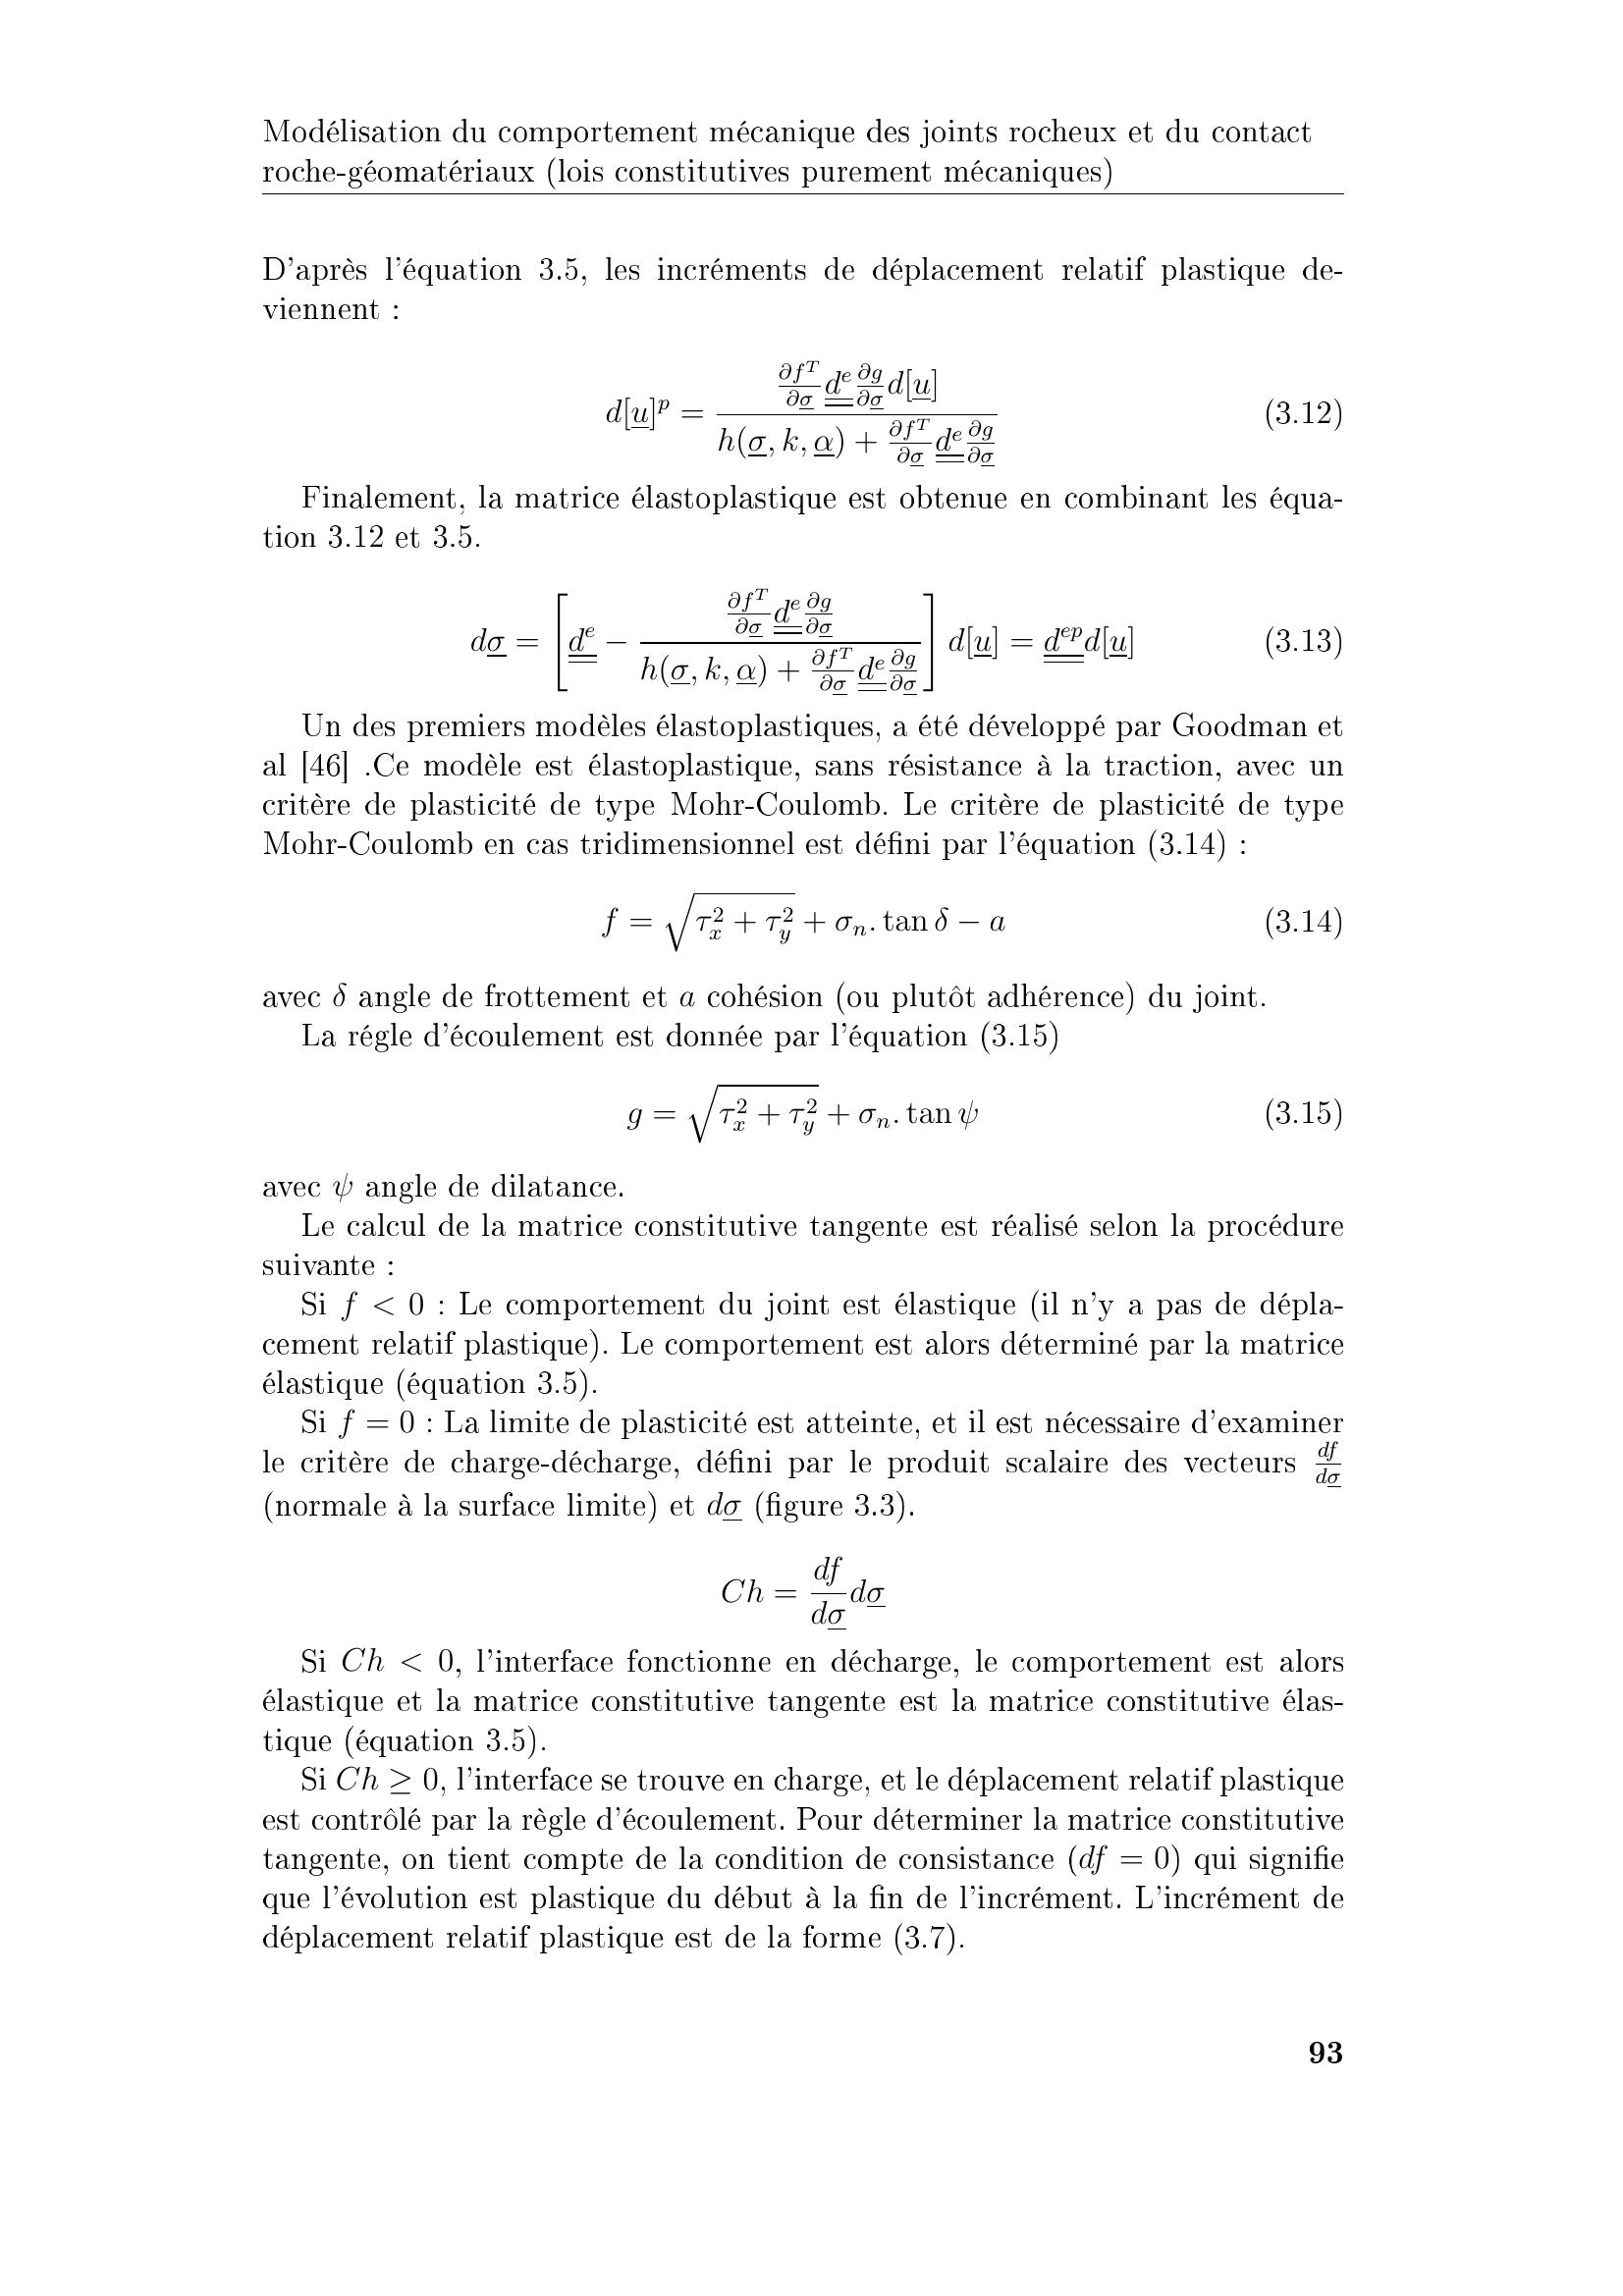 Modélisation du comportement mécanique des joints rocheux et du contact
roche-géomatériaux (lois constitutives purement mécaniques)
D'après l'équation 3.5, les incréments de déplacement relatif plastique de-
viennent :
$$d[\underline{u}]^p = \frac{\frac{\partial f}{\partial \underline{\sigma}}^T \underline{\underline{d^e}} \frac{\partial g}{\partial \underline{\sigma}} d[\underline{u}]}{h(\underline{\sigma}, k, \underline{\alpha}) + \frac{\partial f}{\partial \underline{\sigma}}^T \underline{\underline{d^e}} \frac{\partial g}{\partial \underline{\sigma}}} \quad (3.12)$$
Finalement, la matrice élastoplastique est obtenue en combinant les équa-
tion 3.12 et 3.5.
$$d\underline{\sigma} = \left[ \underline{\underline{d^e}} - \frac{\frac{\partial f}{\partial \underline{\sigma}}^T \underline{\underline{d^e}} \frac{\partial g}{\partial \underline{\sigma}}}{h(\underline{\sigma}, k, \underline{\alpha}) + \frac{\partial f}{\partial \underline{\sigma}}^T \underline{\underline{d^e}} \frac{\partial g}{\partial \underline{\sigma}}} \right] d[\underline{u}] = \underline{\underline{d^{ep}}} d[\underline{u}] \quad (3.13)$$
Un des premiers modèles élastoplastiques, a été développé par Goodman et
al [46] .Ce modèle est élastoplastique, sans résistance à la traction, avec un
critère de plasticité de type Mohr-Coulomb. Le critère de plasticité de type
Mohr-Coulomb en cas tridimensionnel est défini par l'équation (3.14) :
$$f = \sqrt{\tau_x^2 + \tau_y^2} + \sigma_n . \tan \delta - a \quad (3.14)$$
avec δ angle de frottement et a cohésion (ou plutôt adhérence) du joint.
La régle d'écoulement est donnée par l'équation (3.15)
$$g = \sqrt{\tau_x^2 + \tau_y^2} + \sigma_n . \tan \psi \quad (3.15)$$
avec ψ angle de dilatance.
Le calcul de la matrice constitutive tangente est réalisé selon la procédure
suivante :
Si f < 0 : Le comportement du joint est élastique (il n'y a pas de dépla-
cement relatif plastique). Le comportement est alors déterminé par la matrice
élastique (équation 3.5).
Si f = 0 : La limite de plasticité est atteinte, et il est nécessaire d'examiner
le critère de charge-décharge, défini par le produit scalaire des vecteurs $\frac{df}{d\underline{\sigma}}$
(normale à la surface limite) et $d\underline{\sigma}$ (figure 3.3).
$$Ch = \frac{df}{d\underline{\sigma}} d\underline{\sigma}$$
Si Ch < 0, l'interface fonctionne en décharge, le comportement est alors
élastique et la matrice constitutive tangente est la matrice constitutive élas-
tique (équation 3.5).
Si Ch ≥ 0, l'interface se trouve en charge, et le déplacement relatif plastique
est contrôlé par la règle d'écoulement. Pour déterminer la matrice constitutive
tangente, on tient compte de la condition de consistance (df = 0) qui signifie
que l'évolution est plastique du début à la fin de l'incrément. L'incrément de
déplacement relatif plastique est de la forme (3.7).
93